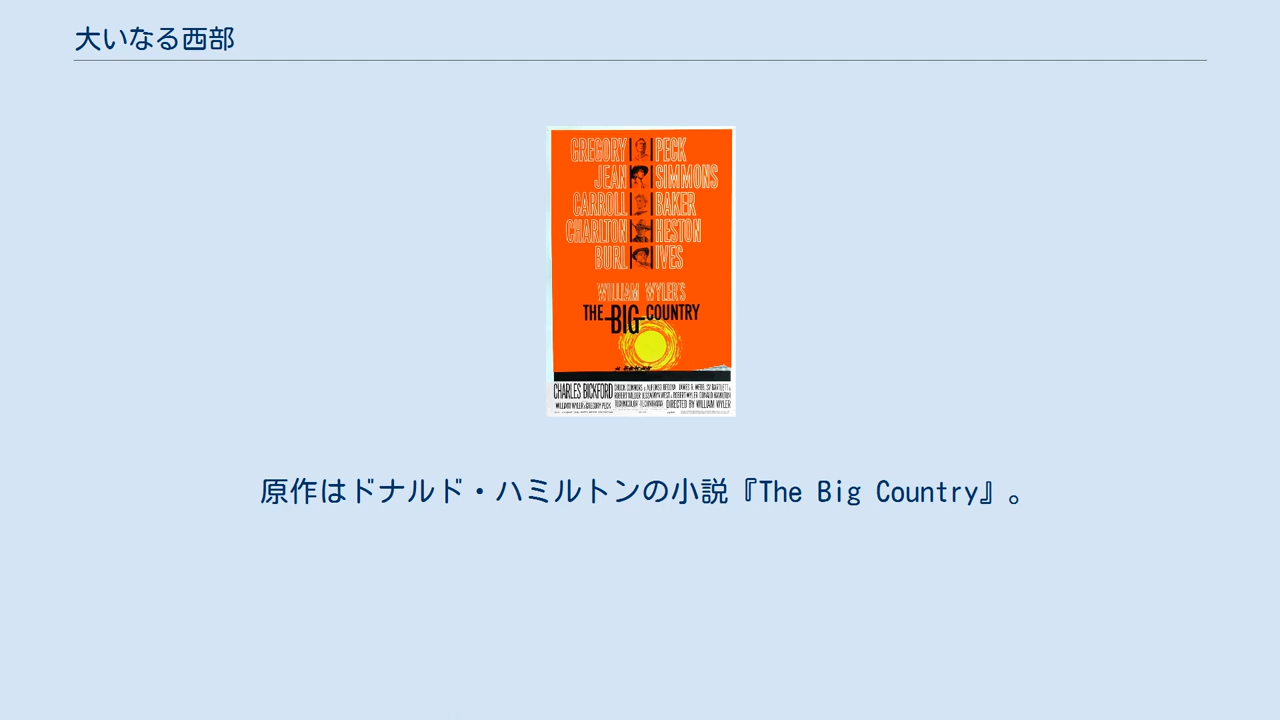 大いなる西部
GREGORY PECK
JEAN SIMMONS
CARROLL BAKER
CHARLTON HESTON
BURL IVES
WILLIAM WYLER'S
THE BIG COUNTRY
CHARLES BICKFORD
DIRECTED BY WILLIAM WYLER
原作はドナルド・ハミルトンの小説『The Big Country』。